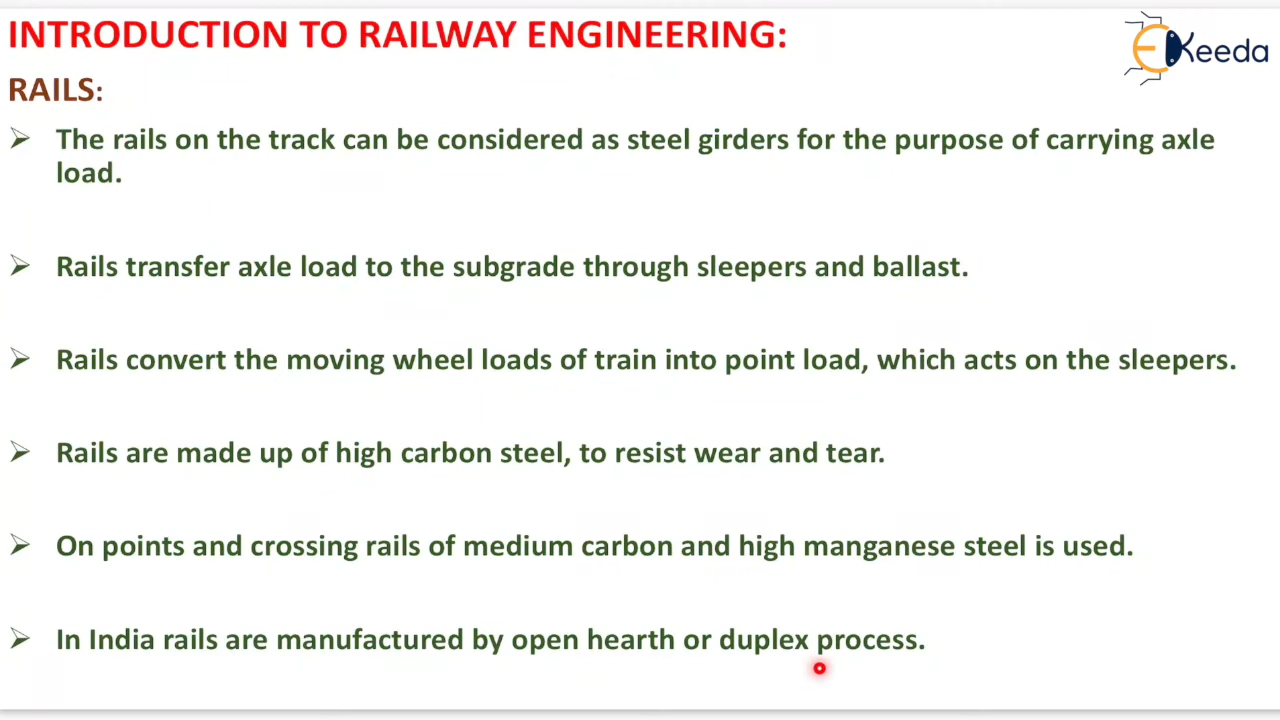 INTRODUCTION TO RAILWAY ENGINEERING:
EKeeda
RAILS:
➢ The rails on the track can be considered as steel girders for the purpose of carrying axle
load.
➢ Rails transfer axle load to the subgrade through sleepers and ballast.
➢ Rails convert the moving wheel loads of train into point load, which acts on the sleepers.
➢ Rails are made up of high carbon steel, to resist wear and tear.
➢ On points and crossing rails of medium carbon and high manganese steel is used.
➢ In India rails are manufactured by open hearth or duplex process.